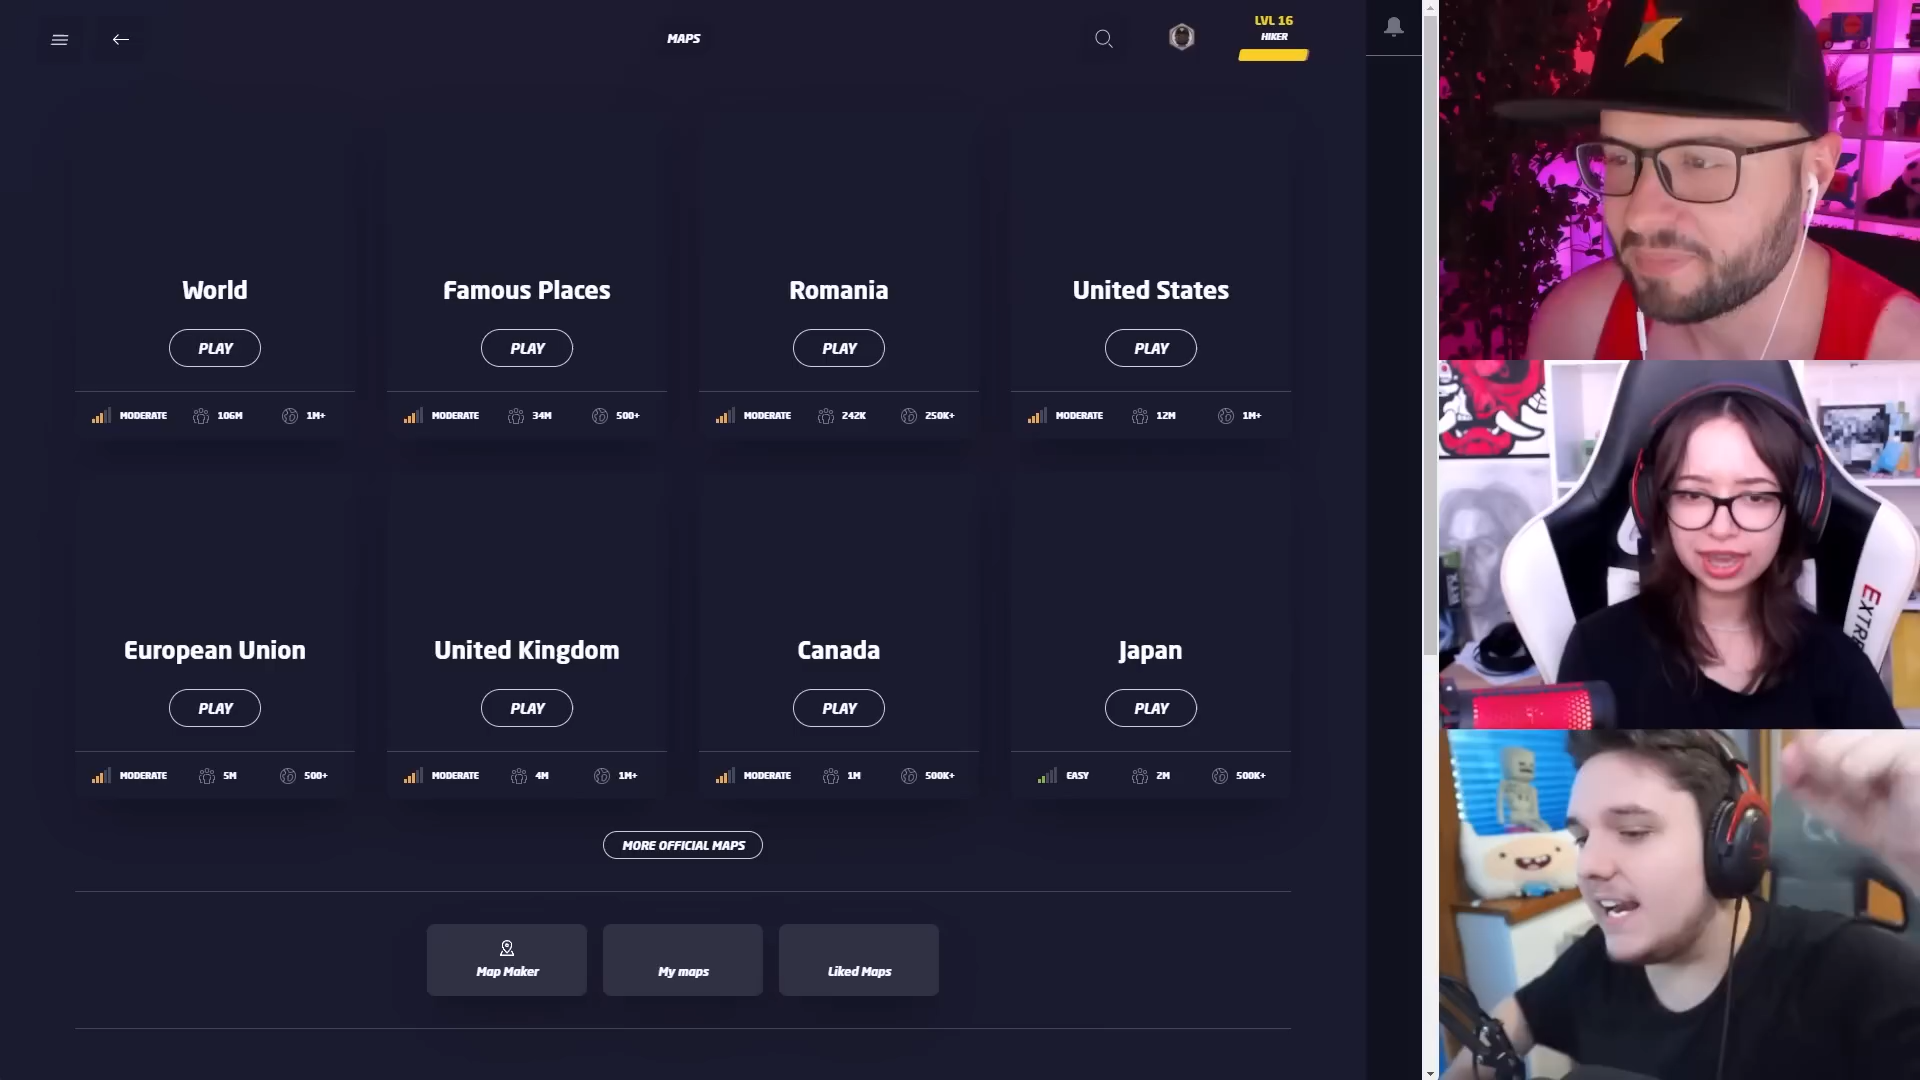 MAPS
LVL 16
HIKER
World
Famous Places
Romania
United States
PLAY
PLAY
PLAY
PLAY
MODERATE 106M 1M+
MODERATE 34M 500+
MODERATE 242K 250K+
MODERATE 12M 1M+
European Union
United Kingdom
Canada
Japan
PLAY
PLAY
PLAY
PLAY
MODERATE 5M 500+
MODERATE 4M 1M+
MODERATE 1M 500K+
EASY 2M 500K+
MORE OFFICIAL MAPS
Map Maker
My maps
Liked Maps